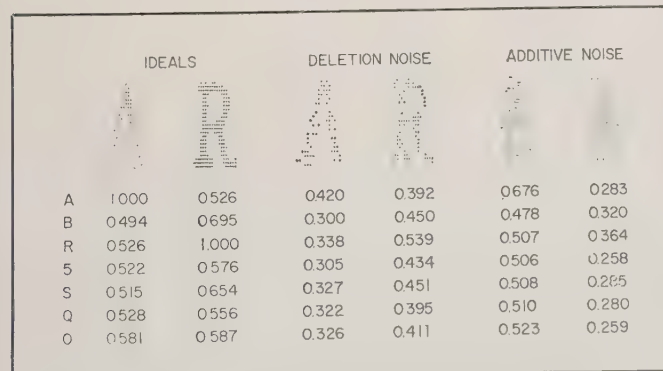 IDEALS DELETION NOISE ADDITIVE NOISE
A 1.000 0.526 0.420 0.392 0.676 0.283
B 0.494 0.695 0.300 0.450 0.478 0.320
R 0.526 1.000 0.338 0.539 0.507 0.364
5 0.522 0.576 0.305 0.434 0.506 0.258
S 0.515 0.654 0.327 0.451 0.508 0.285
Q 0.528 0.556 0.322 0.395 0.510 0.280
O 0.581 0.587 0.326 0.411 0.523 0.259